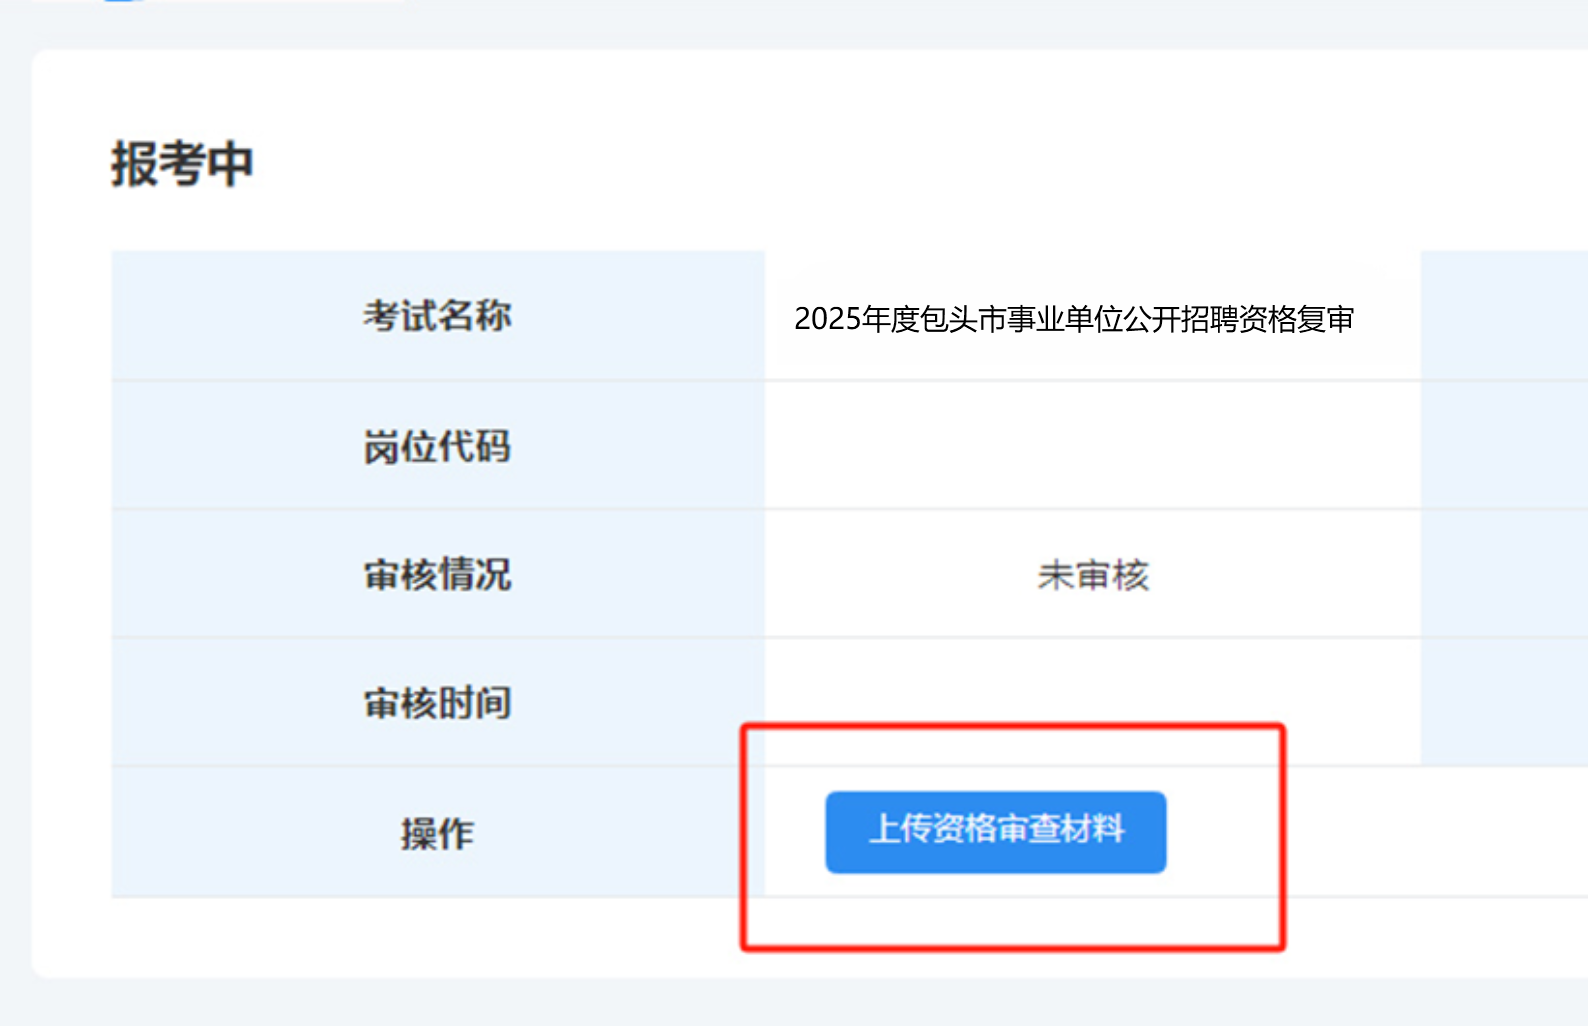 报考中
考试名称 2025年度包头市事业单位公开招聘资格复审
岗位代码
审核情况 未审核
审核时间
操作 上传资格审查材料